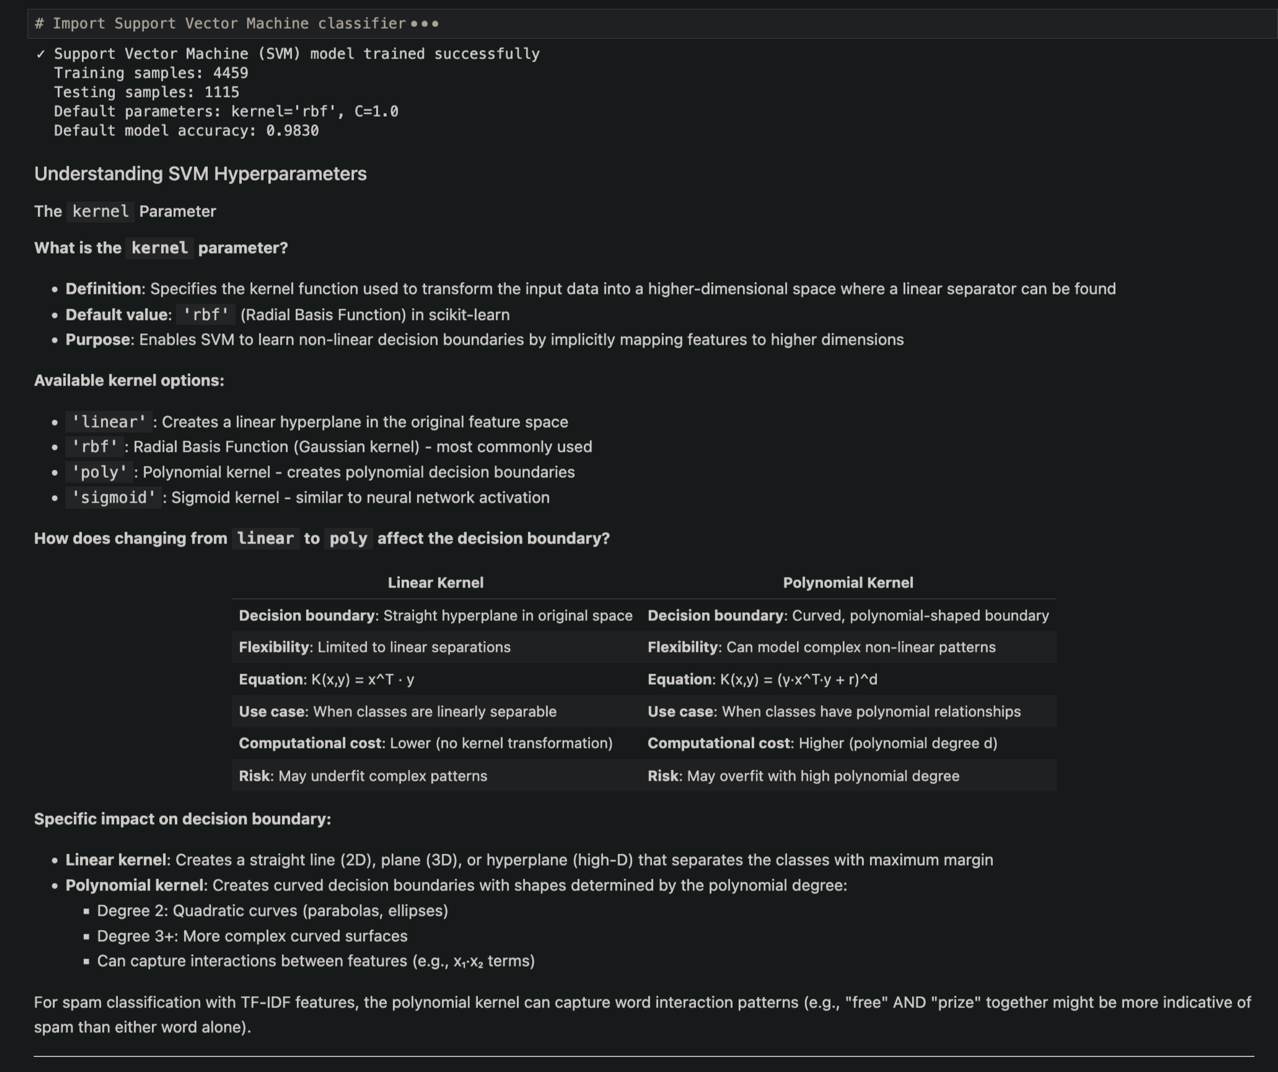 # Import Support Vector Machine classifier•••
✓ Support Vector Machine (SVM) model trained successfully
Training samples: 4459
Testing samples: 1115
Default parameters: kernel='rbf', C=1.0
Default model accuracy: 0.9830
Understanding SVM Hyperparameters
The kernel Parameter
What is the kernel parameter?
• Definition: Specifies the kernel function used to transform the input data into a higher-dimensional space where a linear separator can be found
• Default value: 'rbf' (Radial Basis Function) in scikit-learn
• Purpose: Enables SVM to learn non-linear decision boundaries by implicitly mapping features to higher dimensions
Available kernel options:
• 'linear' : Creates a linear hyperplane in the original feature space
• 'rbf' : Radial Basis Function (Gaussian kernel) - most commonly used
• 'poly' : Polynomial kernel - creates polynomial decision boundaries
• 'sigmoid' : Sigmoid kernel - similar to neural network activation
How does changing from linear to poly affect the decision boundary?
Linear Kernel Polynomial Kernel
Decision boundary: Straight hyperplane in original space Decision boundary: Curved, polynomial-shaped boundary
Flexibility: Limited to linear separations Flexibility: Can model complex non-linear patterns
Equation: K(x,y) = x^T · y Equation: K(x,y) = (γ·x^T·y + r)^d
Use case: When classes are linearly separable Use case: When classes have polynomial relationships
Computational cost: Lower (no kernel transformation) Computational cost: Higher (polynomial degree d)
Risk: May underfit complex patterns Risk: May overfit with high polynomial degree
Specific impact on decision boundary:
• Linear kernel: Creates a straight line (2D), plane (3D), or hyperplane (high-D) that separates the classes with maximum margin
• Polynomial kernel: Creates curved decision boundaries with shapes determined by the polynomial degree:
▪ Degree 2: Quadratic curves (parabolas, ellipses)
▪ Degree 3+: More complex curved surfaces
▪ Can capture interactions between features (e.g., x₁·x₂ terms)
For spam classification with TF-IDF features, the polynomial kernel can capture word interaction patterns (e.g., "free" AND "prize" together might be more indicative of
spam than either word alone).